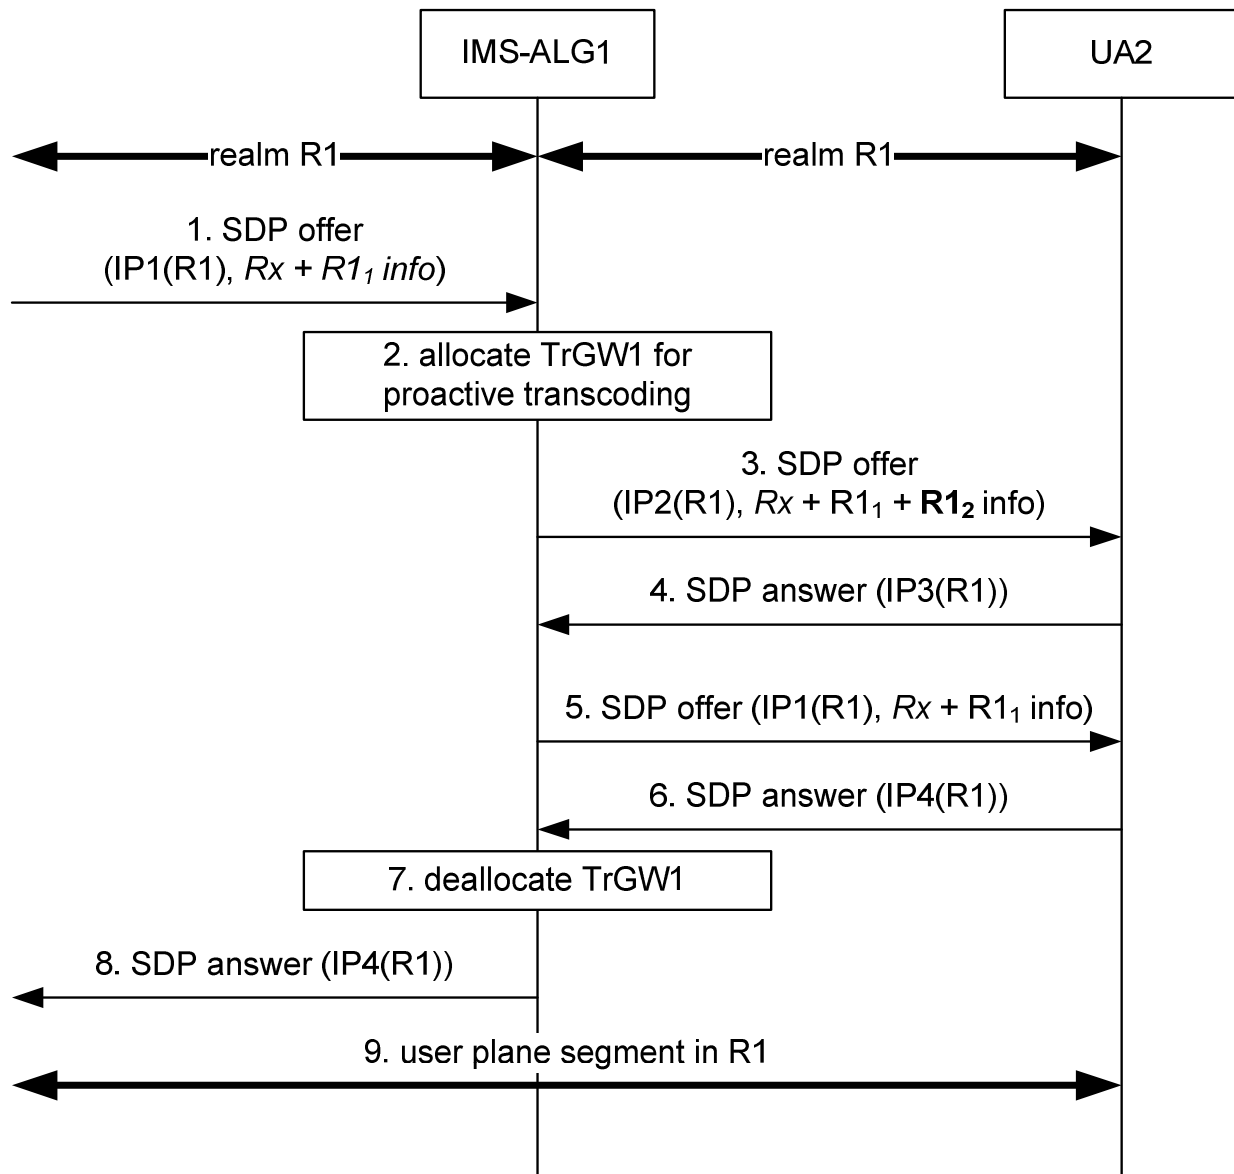 IMS-ALG1
UA2
realm R1
realm R1
1. SDP offer
(IP1(R1), Rx + R1₁ info)
2. allocate TrGW1 for
proactive transcoding
3. SDP offer
(IP2(R1), Rx + R1₁ + R1₂ info)
4. SDP answer (IP3(R1))
5. SDP offer (IP1(R1), Rx + R1₁ info)
6. SDP answer (IP4(R1))
7. deallocate TrGW1
8. SDP answer (IP4(R1))
9. user plane segment in R1